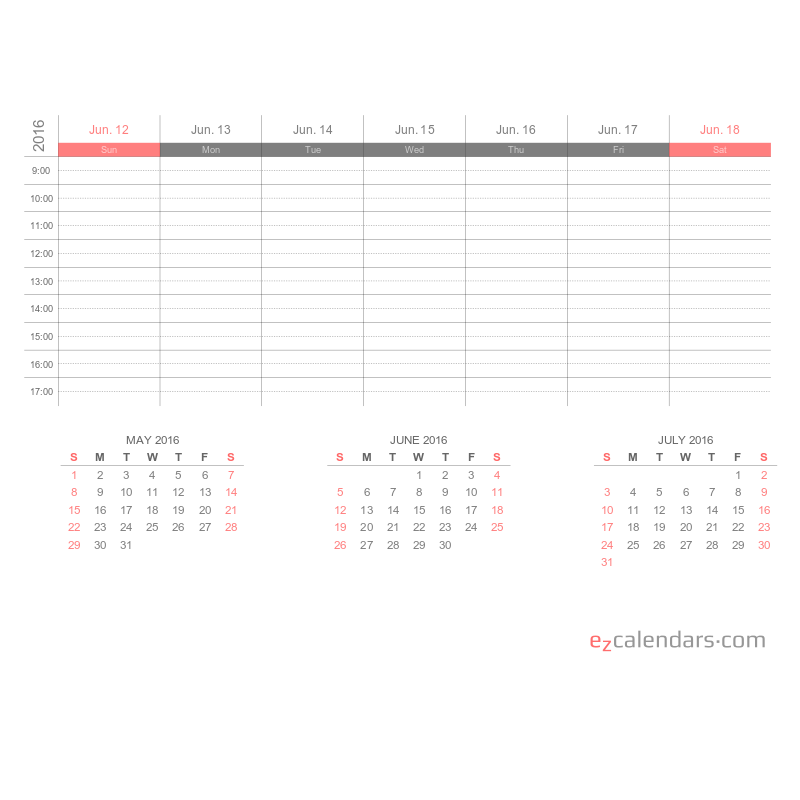 2016 Jun. 12 Jun. 13 Jun. 14 Jun. 15 Jun. 16 Jun. 17 Jun. 18
Sun Mon Tue Wed Thu Fri Sat
9:00
10:00
11:00
12:00
13:00
14:00
15:00
16:00
17:00
MAY 2016
S M T W T F S
1 2 3 4 5 6 7
8 9 10 11 12 13 14
15 16 17 18 19 20 21
22 23 24 25 26 27 28
29 30 31
JUNE 2016
S M T W T F S
1 2 3 4
5 6 7 8 9 10 11
12 13 14 15 16 17 18
19 20 21 22 23 24 25
26 27 28 29 30
JULY 2016
S M T W T F S
1 2
3 4 5 6 7 8 9
10 11 12 13 14 15 16
17 18 19 20 21 22 23
24 25 26 27 28 29 30
31
ezcalendars·com